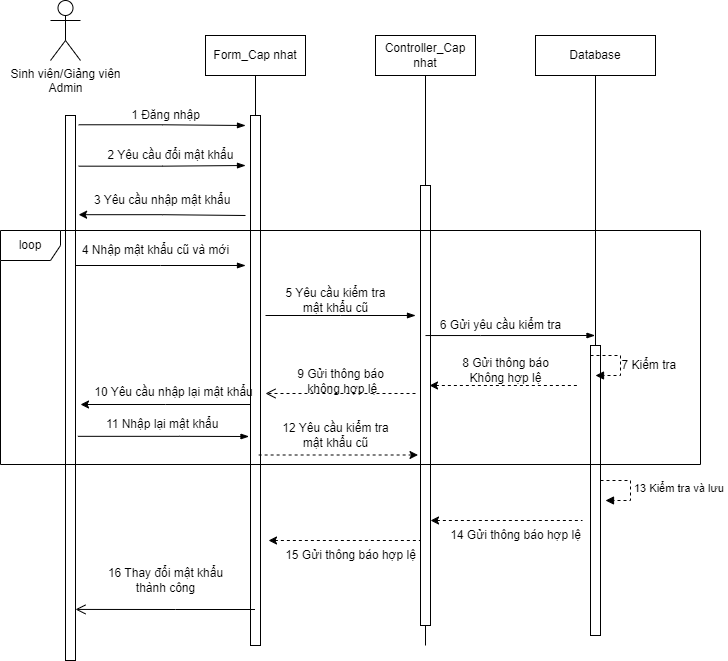 Sinh viên/Giảng viên
Admin
Form_Cap nhat
Controller_Cap
nhat
Database
1 Đăng nhập
2 Yêu cầu đổi mật khẩu
3 Yêu cầu nhập mật khẩu
loop
4 Nhập mật khẩu cũ vá mới
5 Yêu cầu kiểm tra
mật khẩu cũ
6 Gửi yêu cầu kiểm tra
7 Kiểm tra
8 Gửi thông báo
Không hợp lệ
9 Gửi thông báo
không hợp lệ
10 Yêu cầu nhập lại mật khẩu
11 Nhập lại mật khẩu
12 Yêu cầu kiểm tra
mật khẩu cũ
13 Kiểm tra và lưu
14 Gửi thông báo hợp lệ
15 Gửi thông báo hợp lệ
16 Thay đổi mật khẩu
thành công